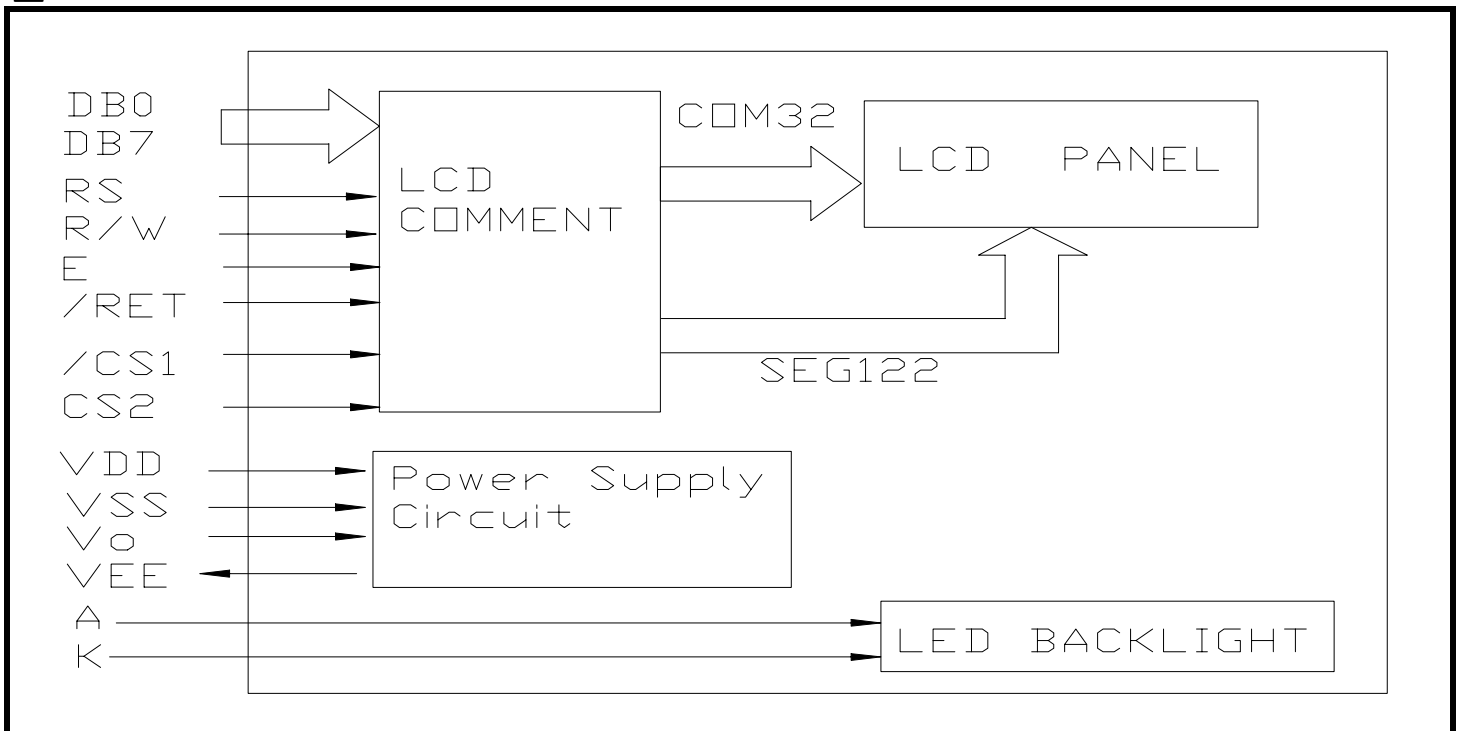 DB0
DB7
RS
R/W
E
/RET
/CS1
CS2
VDD
VSS
Vo
VEE
A
K
LCD
COMMENT
COM32
SEG122
LCD PANEL
Power Supply
Circuit
LED BACKLIGHT